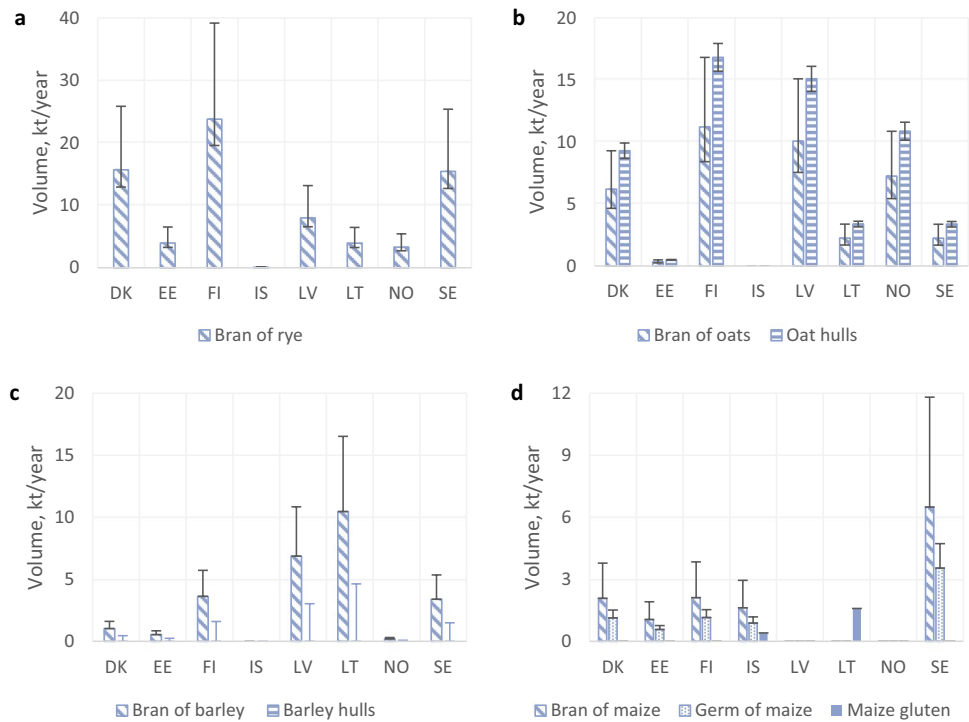 a
Volume, kt/year
40
30
20
10
0
DK EE FI IS LV LT NO SE
Bran of rye
b
Volume, kt/year
20
15
10
5
0
DK EE FI IS LV LT NO SE
Bran of oats Oat hulls
c
Volume, kt/year
20
15
10
5
0
DK EE FI IS LV LT NO SE
Bran of barley Barley hulls
d
Volume, kt/year
12
9
6
3
0
DK EE FI IS LV LT NO SE
Bran of maize Germ of maize Maize gluten